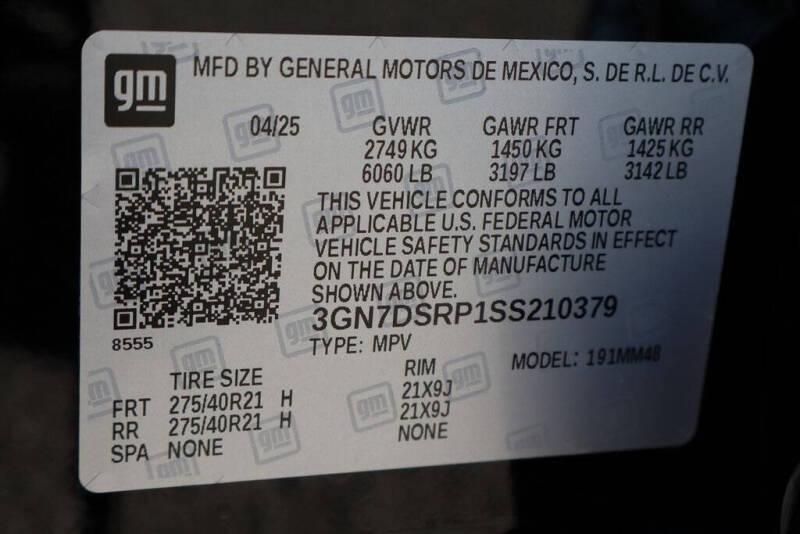 gm MFD BY GENERAL MOTORS DE MEXICO, S. DE R.L. DE C.V.
04/25 GVWR GAWR FRT GAWR RR
2749 KG 1450 KG 1425 KG
6060 LB 3197 LB 3142 LB
THIS VEHICLE CONFORMS TO ALL
APPLICABLE U.S. FEDERAL MOTOR
VEHICLE SAFETY STANDARDS IN EFFECT
ON THE DATE OF MANUFACTURE
SHOWN ABOVE.
3GN7DSRP1SS210379
8555 TYPE: MPV MODEL: 191MM48
TIRE SIZE RIM
FRT 275/40R21 H 21X9J
RR 275/40R21 H 21X9J
SPA NONE NONE